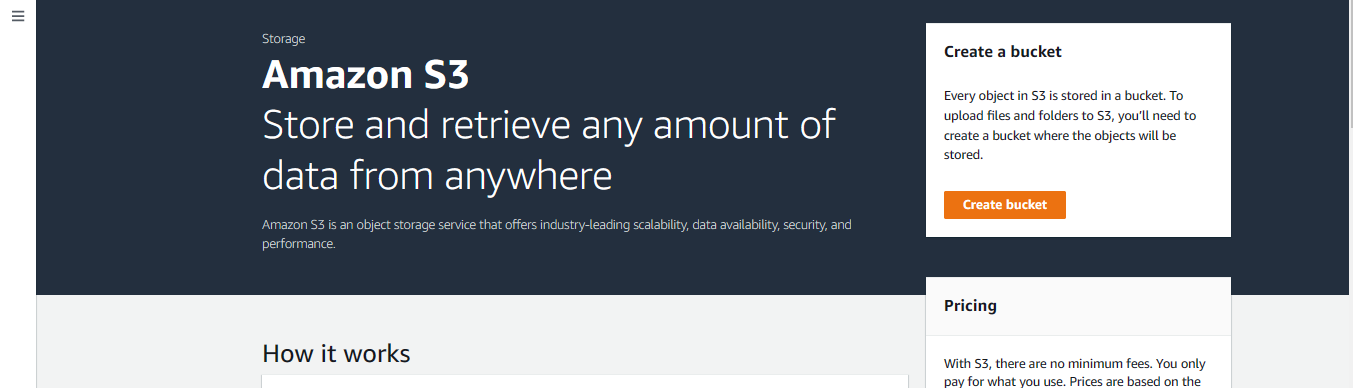 Storage
Amazon S3
Store and retrieve any amount of
data from anywhere
Amazon S3 is an object storage service that offers industry-leading scalability, data availability, security, and
performance.
Create a bucket
Every object in S3 is stored in a bucket. To
upload files and folders to S3, you'll need to
create a bucket where the objects will be
stored.
Create bucket
Pricing
With S3, there are no minimum fees. You only
pay for what you use. Prices are based on the
How it works